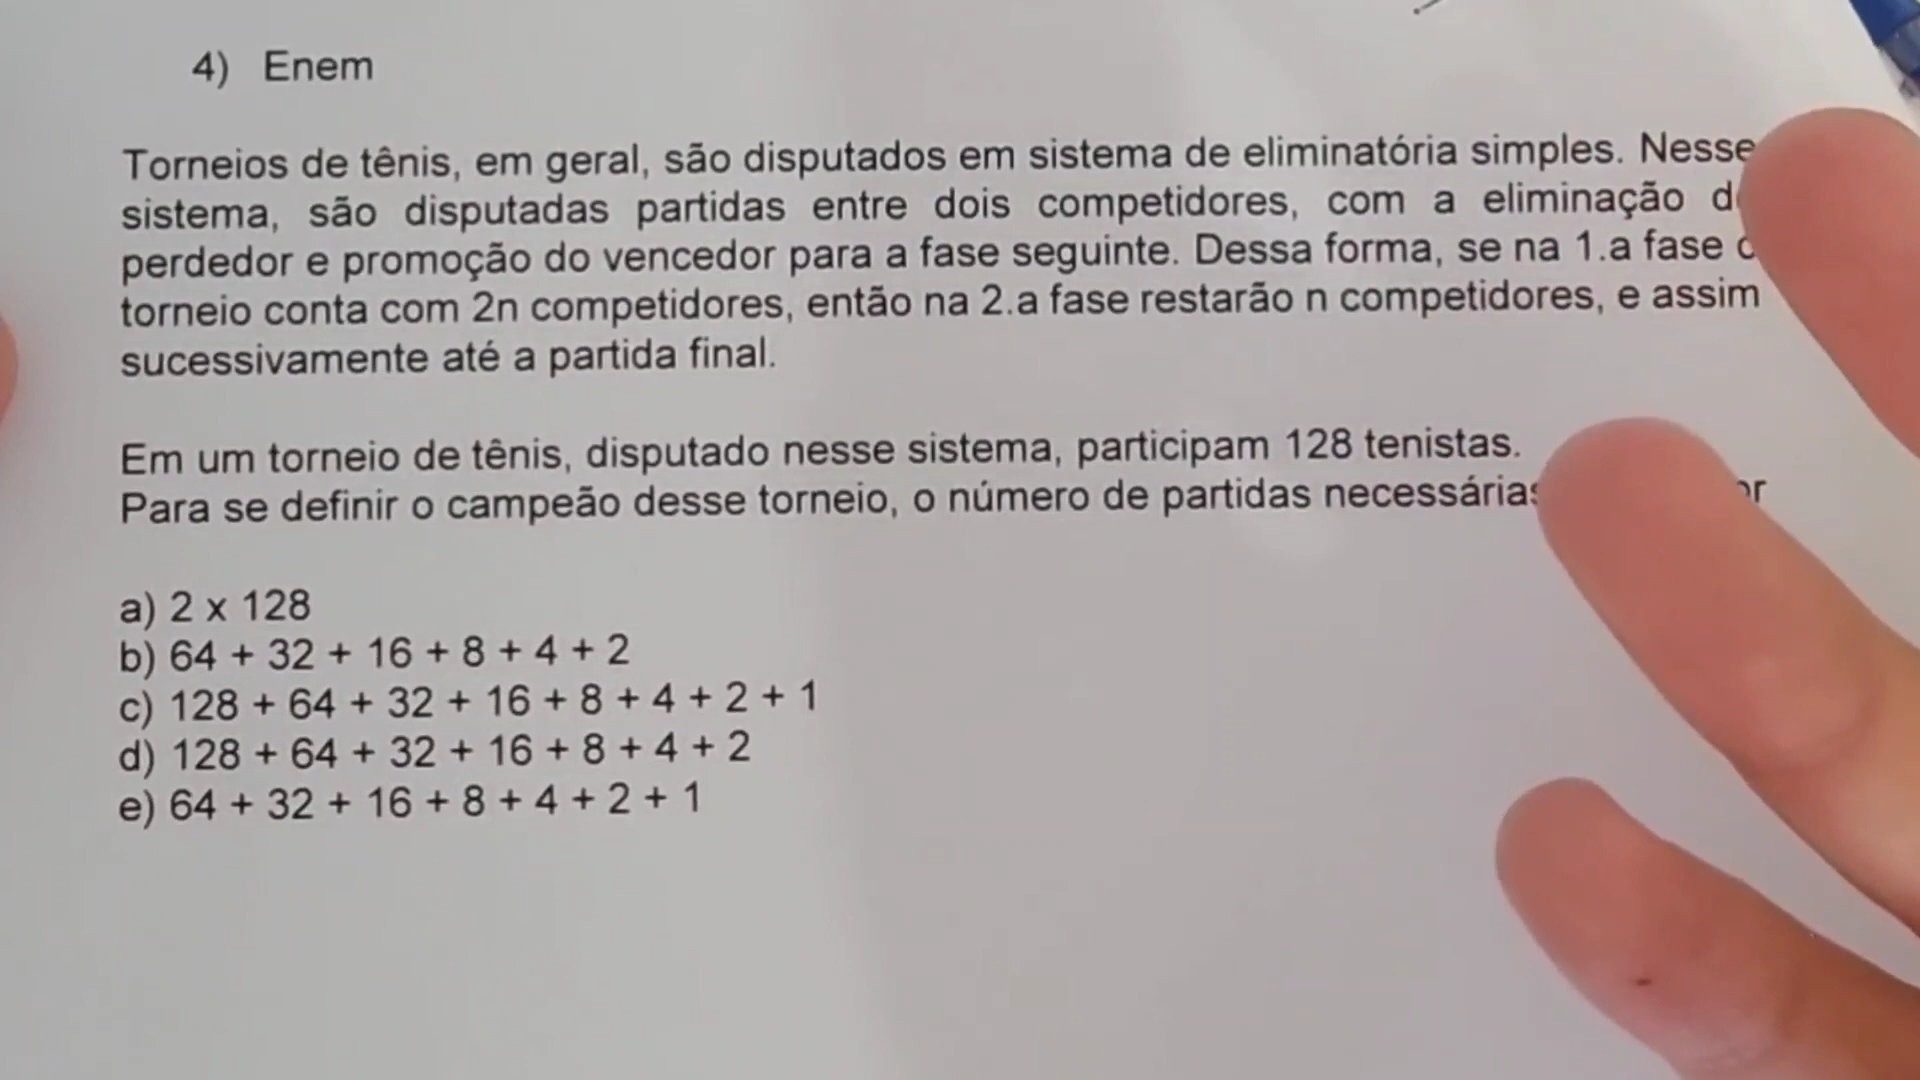 4) Enem
Torneios de tênis, em geral, são disputados em sistema de eliminatória simples. Nesse
sistema, são disputadas partidas entre dois competidores, com a eliminação
perdedor e promoção do vencedor para a fase seguinte. Dessa forma, se na 1.a fase
torneio conta com 2n competidores, então na 2.a fase restarão n competidores, e assim
sucessivamente até a partida final.
Em um torneio de tênis, disputado nesse sistema, participam 128 tenistas.
Para se definir o campeão desse torneio, o número de partidas necessárias
a) 2 x 128
b) 64 + 32 + 16 + 8 + 4 + 2
c) 128 + 64 + 32 + 16 + 8 + 4 + 2 + 1
d) 128 + 64 + 32 + 16 + 8 + 4 + 2
e) 64 + 32 + 16 + 8 + 4 + 2 + 1